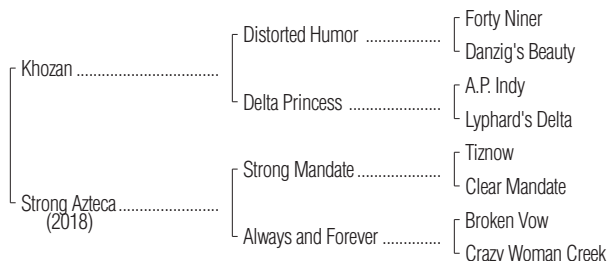 Forty Niner
Distorted Humor ....................
Danzig's Beauty
Khozan ......................................
A.P. Indy
Delta Princess ........................
Lyphard's Delta
Tiznow
Strong Mandate ......................
Clear Mandate
Strong Azteca ...........................
(2018)
Broken Vow
Always and Forever ...............
Crazy Woman Creek